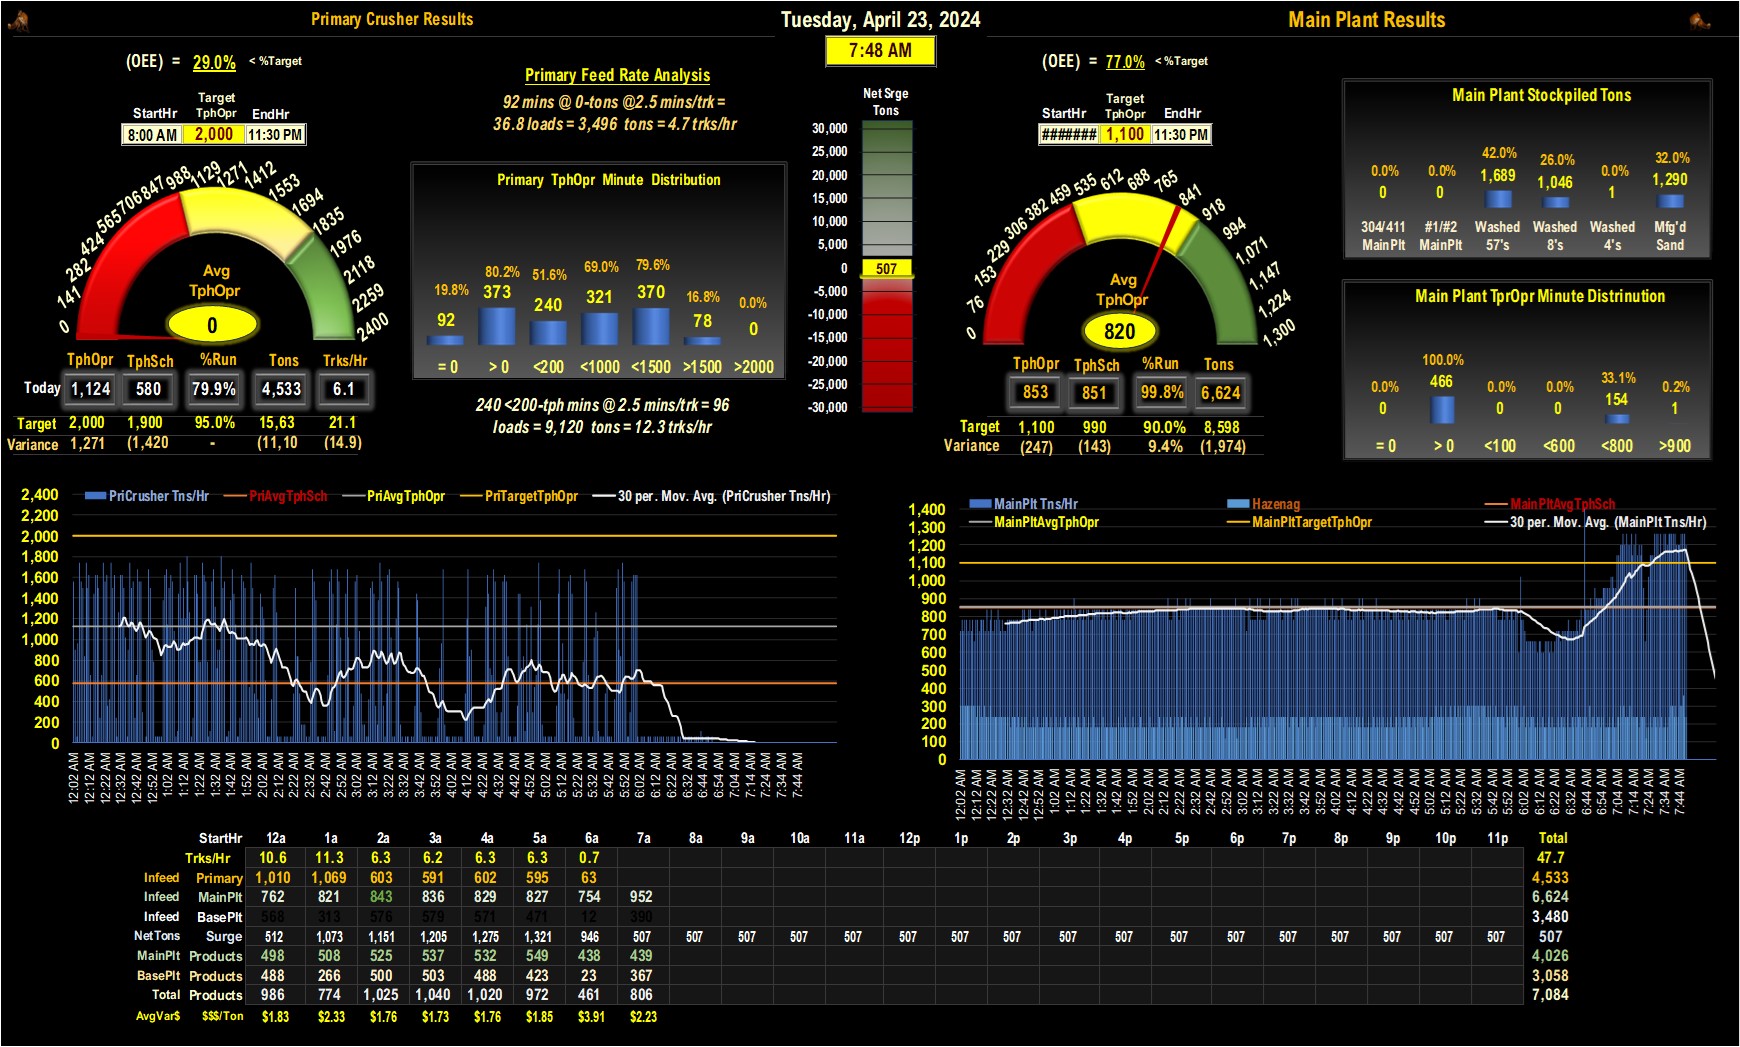 Primary Crusher Results
Tuesday, April 23, 2024
Main Plant Results
7:48 AM
(OEE) = 29.0% < %Target
StartHr Target TphOpr EndHr
8:00 AM 2,000 11:30 PM
0 141 282 424 565 706 847 988 1129 1271 1412 1553 1694 1835 1976 2118 2259 2400
Avg
TphOpr
0
TphOpr TphSch %Run Tons Trks/Hr
Today 1,124 580 79.9% 4,533 6.1
Target 2,000 1,900 95.0% 15,63 21.1
Variance 1,271 (1,420 - (11,10 (14.9)
Primary Feed Rate Analysis
92 mins @ 0-tons @2.5 mins/trk =
36.8 loads = 3,496 tons = 4.7 trks/hr
Primary TphOpr Minute Distribution
19.8% 80.2% 51.6% 69.0% 79.6% 16.8% 0.0%
92 373 240 321 370 78 0
= 0 > 0 <200 <1000 <1500 >1500 >2000
240 <200-tph mins @ 2.5 mins/trk = 96
loads = 9,120 tons = 12.3 trks/hr
Net Srge
Tons
30,000
25,000
20,000
15,000
10,000
5,000
0 507
-5,000
-10,000
-15,000
-20,000
-25,000
-30,000
(OEE) = 77.0% < %Target
StartHr Target TphOpr EndHr
####### 1,100 11:30 PM
0 76 153 229 306 382 459 535 612 688 765 841 918 994 1,071 1,147 1,224 1,300
Avg
TphOpr
820
TphOpr TphSch %Run Tons
853 851 99.8% 6,624
Target 1,100 990 90.0% 8,598
Variance (247) (143) 9.4% (1,974)
Main Plant Stockpiled Tons
0.0% 0.0% 42.0% 26.0% 0.0% 32.0%
0 0 1,689 1,046 1 1,290
304/411 #1/#2 Washed Washed Washed Mfg'd
MainPlt MainPlt 57's 8's 4's Sand
Main Plant TprOpr Minute Distrinution
0.0% 100.0% 0.0% 0.0% 33.1% 0.2%
0 466 0 0 154 1
= 0 > 0 <100 <600 <800 >900
PriCrusher Tns/Hr PriAvgTphSch PriAvgTphOpr PriTargetTphOpr 30 per. Mov. Avg. (PriCrusher Tns/Hr)
2,400
2,200
2,000
1,800
1,600
1,400
1,200
1,000
800
600
400
200
0
12:02 AM 12:12 AM 12:22 AM 12:32 AM 12:42 AM 12:52 AM 1:02 AM 1:12 AM 1:22 AM 1:32 AM 1:42 AM 1:52 AM 2:02 AM 2:12 AM 2:22 AM 2:32 AM 2:42 AM 2:52 AM 3:02 AM 3:12 AM 3:22 AM 3:32 AM 3:42 AM 3:52 AM 4:02 AM 4:12 AM 4:22 AM 4:32 AM 4:42 AM 4:52 AM 5:02 AM 5:12 AM 5:22 AM 5:32 AM 5:42 AM 5:52 AM 6:02 AM 6:12 AM 6:22 AM 6:32 AM 6:44 AM 6:54 AM 7:04 AM 7:14 AM 7:24 AM 7:34 AM 7:44 AM
MainPlt Tns/Hr Hazenag MainPltAvgTphSch
MainPltAvgTphOpr MainPltTargetTphOpr 30 per. Mov. Avg. (MainPlt Tns/Hr)
1,400
1,300
1,200
1,100
1,000
900
800
700
600
500
400
300
200
100
0
12:02 AM 12:12 AM 12:22 AM 12:32 AM 12:42 AM 12:52 AM 1:02 AM 1:12 AM 1:22 AM 1:32 AM 1:42 AM 1:52 AM 2:02 AM 2:12 AM 2:22 AM 2:32 AM 2:42 AM 2:52 AM 3:02 AM 3:12 AM 3:22 AM 3:32 AM 3:42 AM 3:52 AM 4:02 AM 4:12 AM 4:22 AM 4:32 AM 4:42 AM 4:52 AM 5:02 AM 5:12 AM 5:22 AM 5:32 AM 5:42 AM 5:52 AM 6:02 AM 6:12 AM 6:22 AM 6:32 AM 6:44 AM 6:54 AM 7:04 AM 7:14 AM 7:24 AM 7:34 AM 7:44 AM
StartHr 12a 1a 2a 3a 4a 5a 6a 7a 8a 9a 10a 11a 12p 1p 2p 3p 4p 5p 6p 7p 8p 9p 10p 11p Total
Trks/Hr 10.6 11.3 6.3 6.2 6.3 6.3 0.7 47.7
Infeed Primary 1,010 1,069 603 591 602 595 63 4,533
Infeed MainPlt 762 821 843 836 829 827 754 952 6,624
Infeed BasePlt 568 313 576 579 571 471 12 390 3,480
NetTons Surge 512 1,073 1,151 1,205 1,275 1,321 946 507 507 507 507 507 507 507 507 507 507 507 507 507 507 507 507 507 507
MainPlt Products 498 508 525 537 532 549 438 439 4,026
BasePlt Products 488 266 500 503 488 423 23 367 3,058
Total Products 986 774 1,025 1,040 1,020 972 461 806 7,084
AvgVar$ $$$/Ton $1.83 $2.33 $1.76 $1.73 $1.76 $1.85 $3.91 $2.23